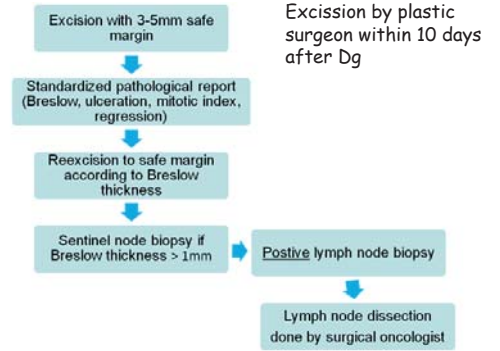 Excision with 3-5mm safe
margin
Excission by plastic
surgeon within 10 days
after Dg
Standardized pathological report
(Breslow, ulceration, mitotic index,
regression)
Reexcision to safe margin
according to Breslow
thickness
Sentinel node biopsy if
Breslow thickness > 1mm
Postive lymph node biopsy
Lymph node dissection
done by surgical oncologist